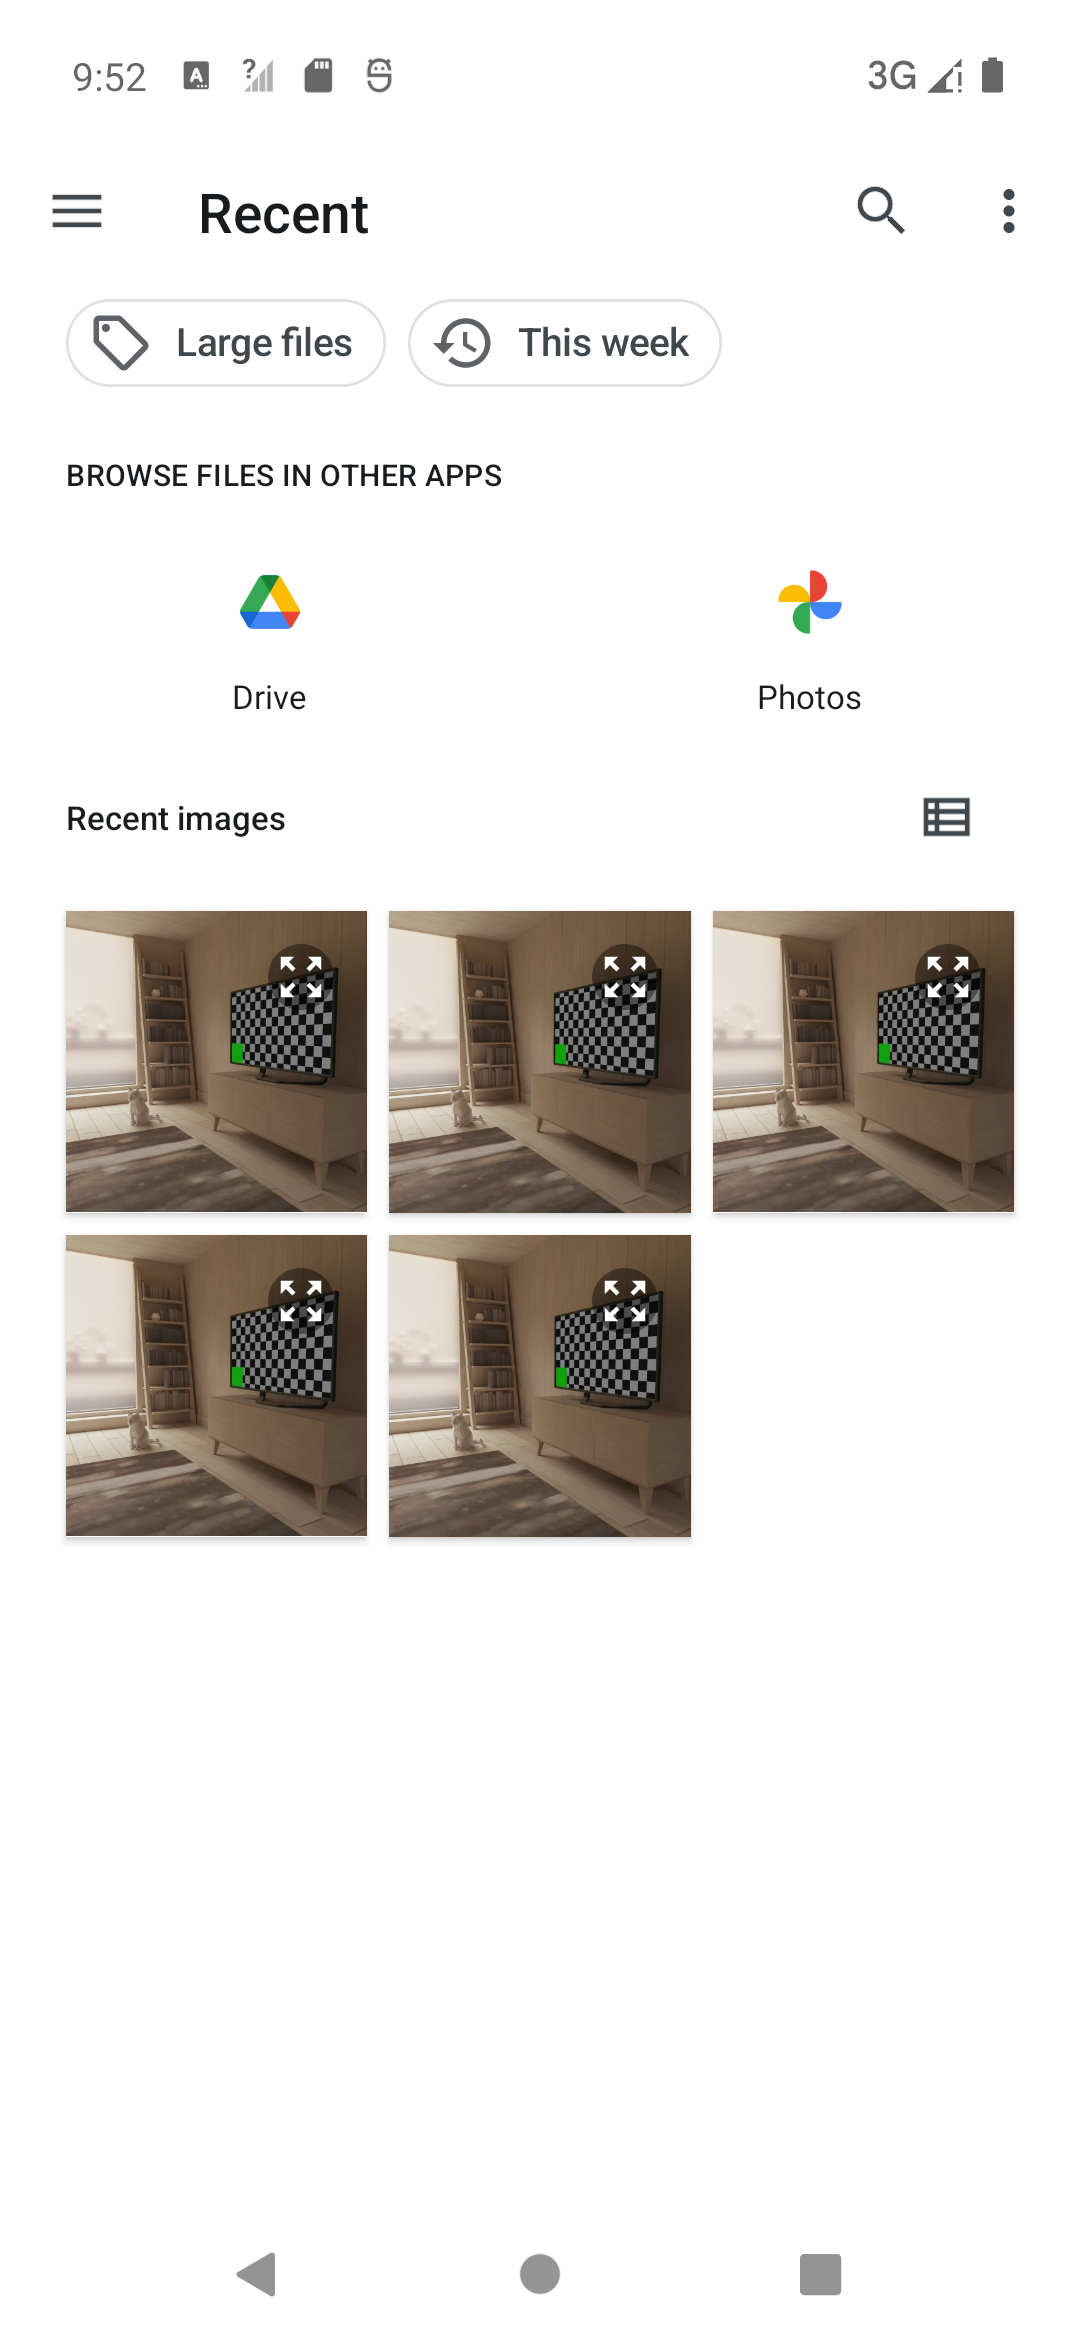 9:52
3G
Recent
Large files
This week
BROWSE FILES IN OTHER APPS
Drive
Photos
Recent images